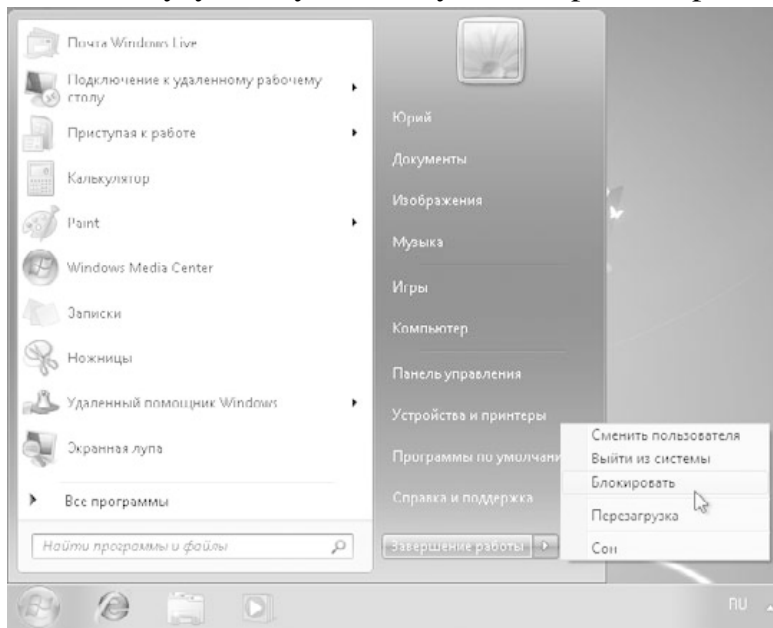 Почта Windows Live
Подключение к удаленному рабочему
столу
Приступая к работе
Калькулятор
Paint
Windows Media Center
Записки
Ножницы
Удаленный помощник Windows
Экранная лупа
Все программы
Найти программы и файлы
Юрий
Документы
Изображения
Музыка
Игры
Компьютер
Панель управления
Устройства и принтеры
Программы по умолчани
Справка и поддержка
Завершение работы
Сменить пользователя
Выйти из системы
Блокировать
Перезагрузка
Сон
RU